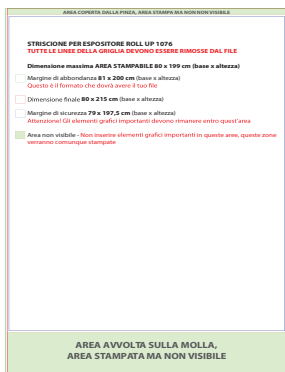 AREA COPERTA DALLA PINZA, AREA STAMPA MA NON NON VISIBILE
STRISCIONE PER ESPOSITORE ROLL UP 1076
TUTTE LE LINEE DELLA GRIGLIA DEVONO ESSERE RIMOSSE DAL FILE
Dimensione massima AREA STAMPABILE 80 x 199 cm (base x altezza)
Margine di abbondanza 81 x 200 cm (base x altezza)
Questo è il formato che dovrà avere il tuo file
Dimensione finale 80 x 215 cm (base x altezza)
Margine di sicurezza 79 x 197,5 cm (base x altezza)
Attenzione! Gli elementi grafici importanti devono rimanere entro quest'area
Area non visibile - Non inserire elementi grafici importanti in queste aree, queste zone
verranno comunque stampate
AREA AVVOLTA SULLA MOLLA,
AREA STAMPATA MA NON VISIBILE